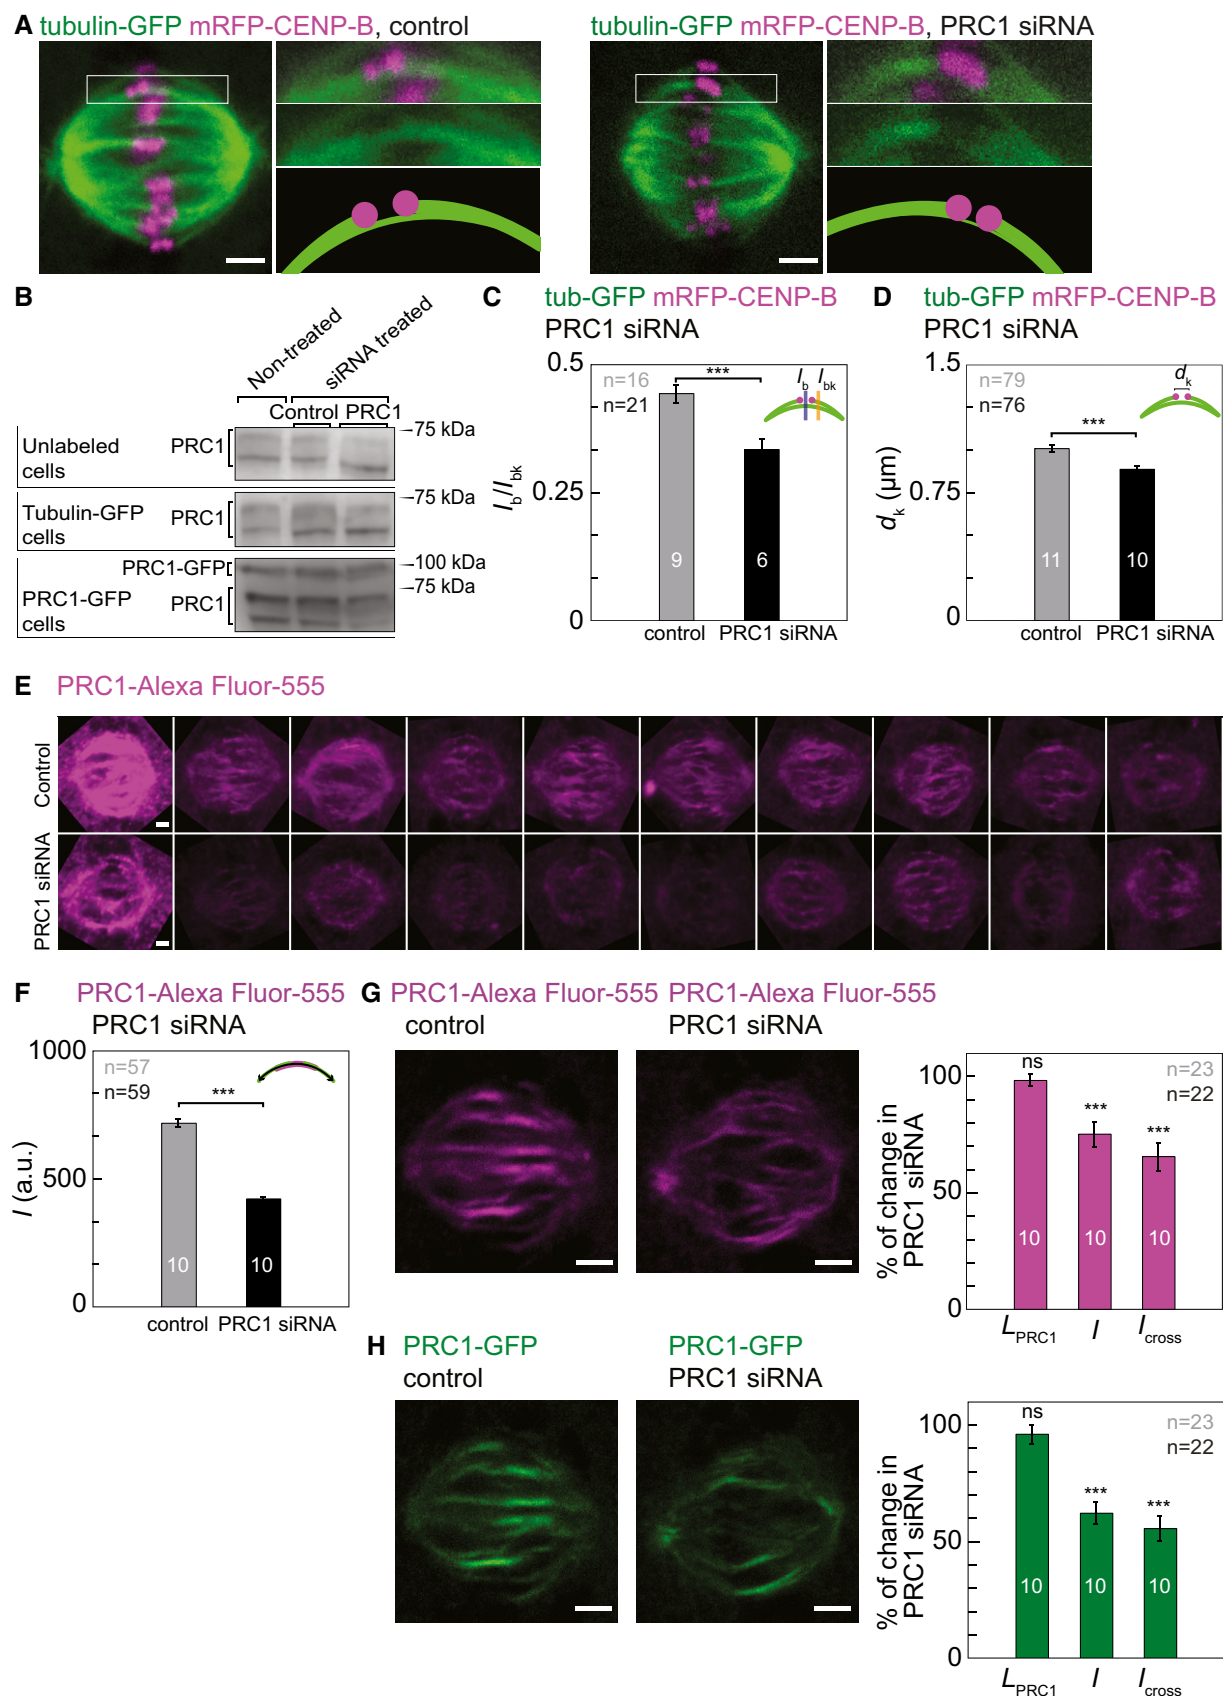 A tubulin-GFP mRFP-CENP-B, control
tubulin-GFP mRFP-CENP-B, PRC1 siRNA
B
Non-treated
siRNA treated
Control PRC1
Unlabeled cells
PRC1
75 kDa
Tubulin-GFP cells
PRC1
75 kDa
PRC1-GFP cells
PRC1-GFP
PRC1
100 kDa
75 kDa
C tub-GFP mRFP-CENP-B
PRC1 siRNA
0.5
0.25
0
Ib/Ibk
n=16
n=21
***
Ib Ibk
9
6
control PRC1 siRNA
D tub-GFP mRFP-CENP-B
PRC1 siRNA
1.5
0.75
0
dk (µm)
n=79
n=76
***
dk
11
10
control PRC1 siRNA
E PRC1-Alexa Fluor-555
Control
PRC1 siRNA
F PRC1-Alexa Fluor-555
PRC1 siRNA
1000
500
0
I (a.u.)
n=57
n=59
***
10
10
control PRC1 siRNA
G PRC1-Alexa Fluor-555 PRC1-Alexa Fluor-555
control PRC1 siRNA
% of change in
PRC1 siRNA
100
50
0
ns
***
***
n=23
n=22
10
10
10
LPRC1 I Icross
H PRC1-GFP PRC1-GFP
control PRC1 siRNA
% of change in
PRC1 siRNA
100
50
0
ns
***
***
n=23
n=22
10
10
10
LPRC1 I Icross